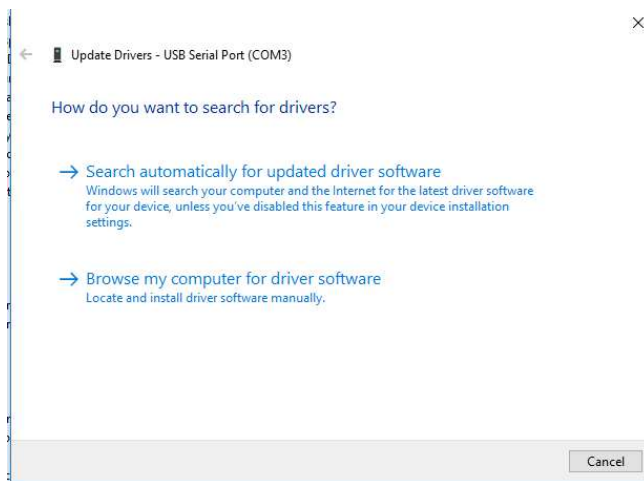 Update Drivers - USB Serial Port (COM3)
How do you want to search for drivers?
Search automatically for updated driver software
Windows will search your computer and the Internet for the latest driver software
for your device, unless you've disabled this feature in your device installation
settings.
Browse my computer for driver software
Locate and install driver software manually.
Cancel